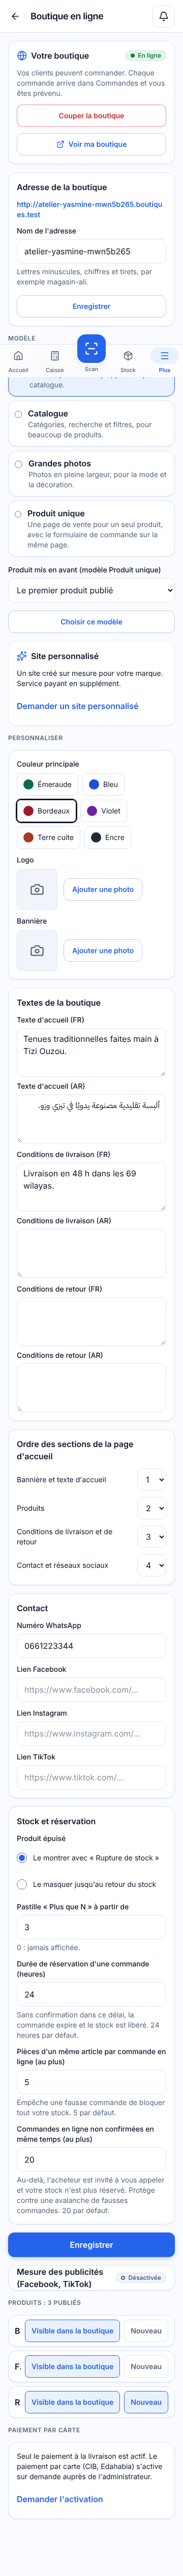 Boutique en ligne
Votre boutique
En ligne
Vos clients peuvent commander. Chaque
commande arrive dans Commandes et vous
êtes prévenu.
Couper la boutique
Voir ma boutique
Adresse de la boutique
http://atelier-yasmine-mwn5b265.boutiqu
es.test
Nom de l'adresse
atelier-yasmine-mwn5b265
Lettres minuscules, chiffres et tirets, par
exemple magasin-ali.
Enregistrer
MODÈLE
Accueil
Caisse
Scan
Stock
Plus
catalogue.
Catalogue
Catégories, recherche et filtres, pour
beaucoup de produits.
Grandes photos
Photos en pleine largeur, pour la mode et
la décoration.
Produit unique
Une page de vente pour un seul produit,
avec le formulaire de commande sur la
même page.
Produit mis en avant (modèle Produit unique)
Le premier produit publié
Choisir ce modèle
Site personnalisé
Un site créé sur mesure pour votre marque.
Service payant en supplément.
Demander un site personnalisé
PERSONNALISER
Couleur principale
Émeraude
Bleu
Bordeaux
Violet
Terre cuite
Encre
Logo
Ajouter une photo
Bannière
Ajouter une photo
Textes de la boutique
Texte d'accueil (FR)
Tenues traditionnelles faites main à
Tizi Ouzou.
Texte d'accueil (AR)
ألبسة تقليدية مصنوعة يدويًا في تيزي وزو.
Conditions de livraison (FR)
Livraison en 48 h dans les 69
wilayas.
Conditions de livraison (AR)
Conditions de retour (FR)
Conditions de retour (AR)
Ordre des sections de la page
d'accueil
Bannière et texte d'accueil
1
Produits
2
Conditions de livraison et de
retour
3
Contact et réseaux sociaux
4
Contact
Numéro WhatsApp
0661223344
Lien Facebook
https://www.facebook.com/...
Lien Instagram
https://www.instagram.com/...
Lien TikTok
https://www.tiktok.com/...
Stock et réservation
Produit épuisé
Le montrer avec « Rupture de stock »
Le masquer jusqu'au retour du stock
Pastille « Plus que N » à partir de
3
0 : jamais affichée.
Durée de réservation d'une commande
(heures)
24
Sans confirmation dans ce délai, la
commande expire et le stock est libéré. 24
heures par défaut.
Pièces d'un même article par commande en
ligne (au plus)
5
Empêche une fausse commande de bloquer
tout votre stock. 5 par défaut.
Commandes en ligne non confirmées en
même temps (au plus)
20
Au-delà, l'acheteur est invité à vous appeler
et votre stock n'est plus réservé. Protège
contre une avalanche de fausses
commandes. 20 par défaut.
Enregistrer
Mesure des publicités
(Facebook, TikTok)
Désactivée
PRODUITS : 3 PUBLIÉS
B
Visible dans la boutique
Nouveau
F.
Visible dans la boutique
Nouveau
R
Visible dans la boutique
Nouveau
PAIEMENT PAR CARTE
Seul le paiement à la livraison est actif. Le
paiement par carte (CIB, Edahabia) s'active
sur demande auprès de l'administrateur.
Demander l'activation